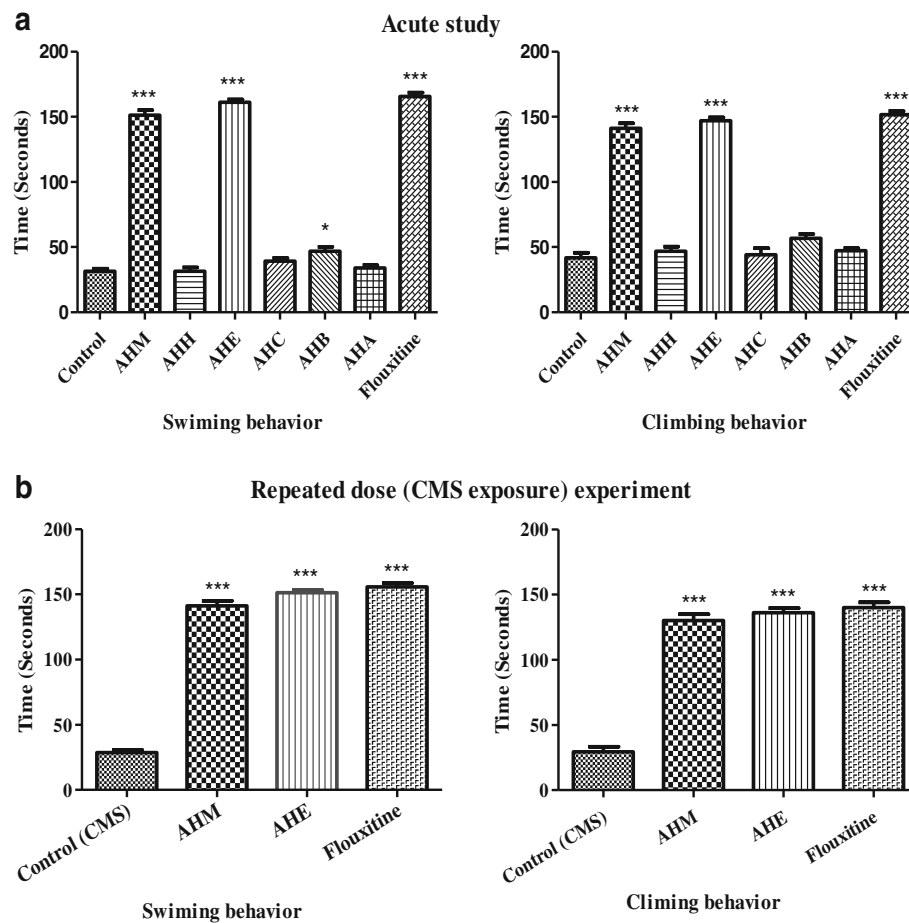 a
Acute study
200
150
100
50
0
Time (Seconds)
***
***
*
***
Control
AHM
AHH
AHE
AHC
AHB
AHA
Flouxitine
Swiming behavior
200
150
100
50
0
Time (Seconds)
***
***
***
Control
AHM
AHH
AHE
AHC
AHB
AHA
Flouxitine
Climbing behavior
b
Repeated dose (CMS exposure) experiment
200
150
100
50
0
Time (Seconds)
***
***
***
Control (CMS)
AHM
AHE
Flouxitine
Swiming behavior
200
150
100
50
0
Time (Seconds)
***
***
***
Control (CMS)
AHM
AHE
Flouxitine
Climing behavior